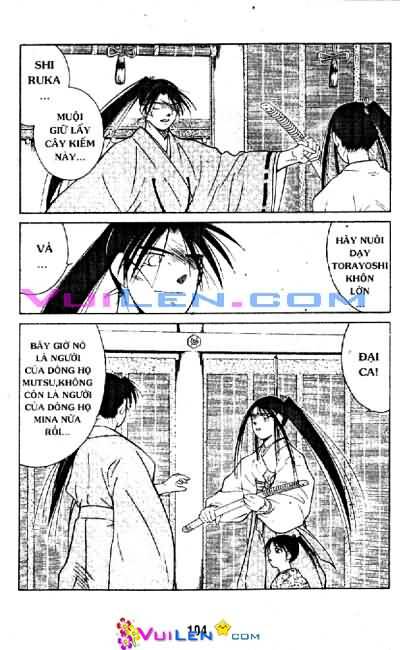 SHI
RUKA
...
MUỘI
GIỮ LẤY
CÂY KIẾM
NÀY...
VÀ
...
HÃY NUÔI
DẠY
TORAYOSHI
KHÔN
LỚN
VUILEN.COM
ĐẠI
CA!
BÂY GIỜ NÓ
LÀ NGƯỜI
CỦA DÒNG HỌ
MUTSU,KHÔNG
CÒN LÀ NGƯỜI
CỦA DÒNG HỌ
MINA NỮA
RỒI...
104
VUILEN.COM